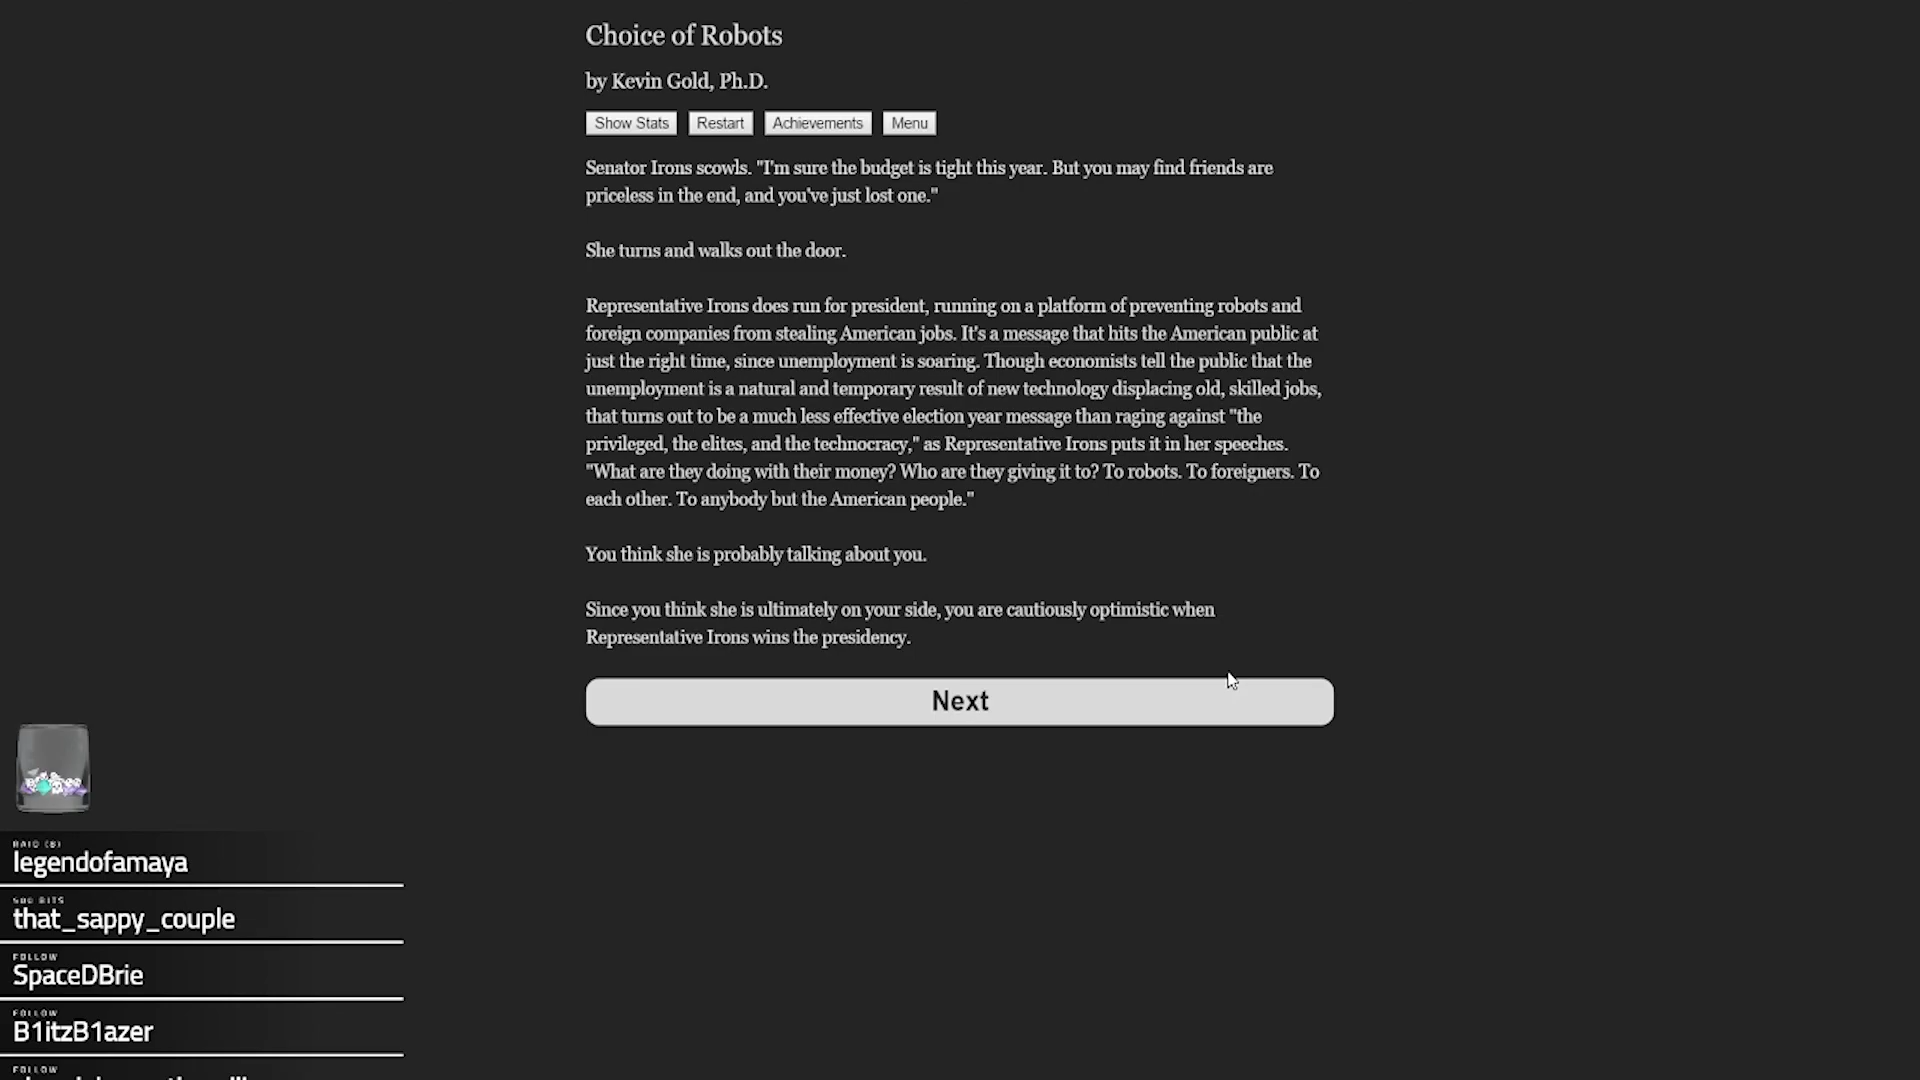 Choice of Robots
by Kevin Gold, Ph.D.
Show Stats Restart Achievements Menu
Senator Irons scowls. "I'm sure the budget is tight this year. But you may find friends are
priceless in the end, and you've just lost one."
She turns and walks out the door.
Representative Irons does run for president, running on a platform of preventing robots and
foreign companies from stealing American jobs. It's a message that hits the American public at
just the right time, since unemployment is soaring. Though economists tell the public that the
unemployment is a natural and temporary result of new technology displacing old, skilled jobs,
that turns out to be a much less effective election year message than raging against "the
privileged, the elites, and the technocracy," as Representative Irons puts it in her speeches.
"What are they doing with their money? Who are they giving it to? To robots. To foreigners. To
each other. To anybody but the American people."
You think she is probably talking about you.
Since you think she is ultimately on your side, you are cautiously optimistic when
Representative Irons wins the presidency.
Next
RAID (8)
legendofamaya
500 BITS
that_sappy_couple
FOLLOW
SpaceDBrie
FOLLOW
B1itzB1azer
FOLLOW